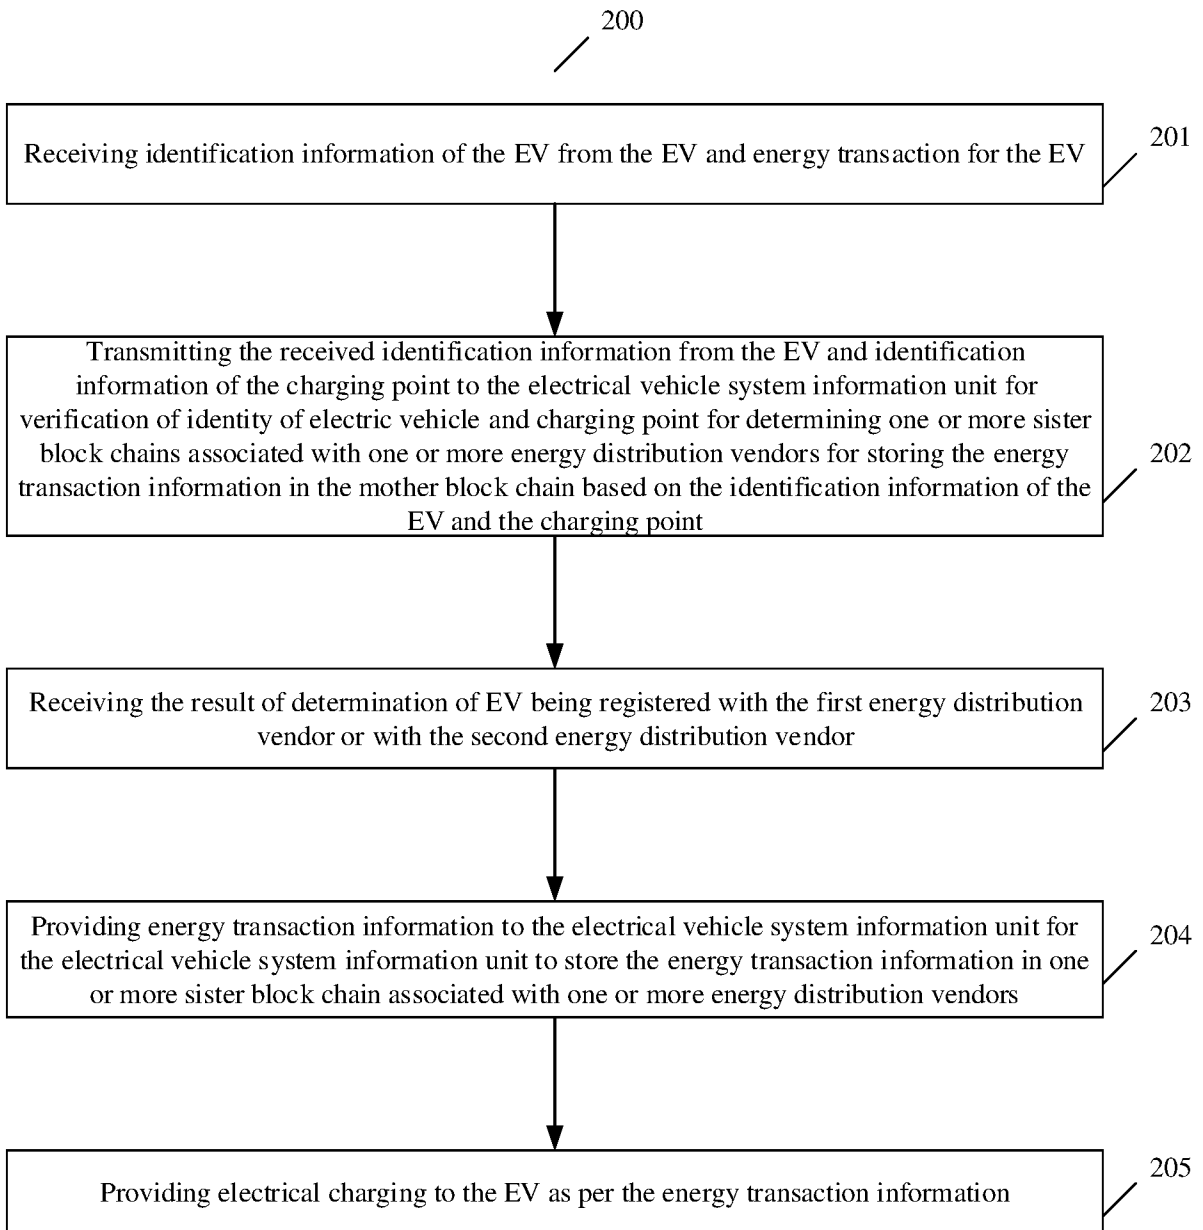 200
Receiving identification information of the EV from the EV and energy transaction for the EV
201
Transmitting the received identification information from the EV and identification
information of the charging point to the electrical vehicle system information unit for
verification of identity of electric vehicle and charging point for determining one or more sister
block chains associated with one or more energy distribution vendors for storing the energy
transaction information in the mother block chain based on the identification information of the
EV and the charging point
202
Receiving the result of determination of EV being registered with the first energy distribution
vendor or with the second energy distribution vendor
203
Providing energy transaction information to the electrical vehicle system information unit for
the electrical vehicle system information unit to store the energy transaction information in one
or more sister block chain associated with one or more energy distribution vendors
204
Providing electrical charging to the EV as per the energy transaction information
205